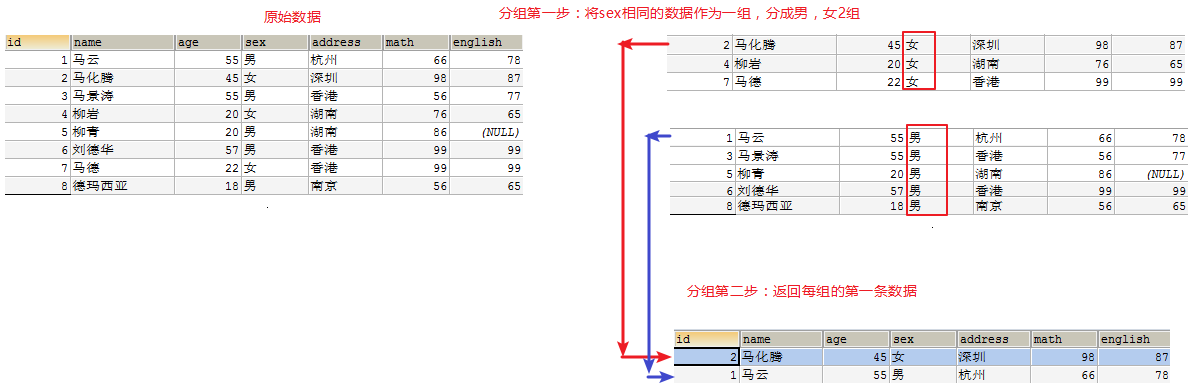 原始数据
id name age sex address math english
1 马云 55 男 杭州 66 78
2 马化腾 45 女 深圳 98 87
3 马景涛 55 男 香港 56 77
4 柳岩 20 女 湖南 76 65
5 柳青 20 男 湖南 86 (NULL)
6 刘德华 57 男 香港 99 99
7 马德 22 女 香港 99 99
8 德玛西亚 18 男 南京 56 65
分组第一步：将sex相同的数据作为一组，分成男，女2组
2 马化腾 45 女 深圳 98 87
4 柳岩 20 女 湖南 76 65
7 马德 22 女 香港 99 99
1 马云 55 男 杭州 66 78
3 马景涛 55 男 香港 56 77
5 柳青 20 男 湖南 86 (NULL)
6 刘德华 57 男 香港 99 99
8 德玛西亚 18 男 南京 56 65
分组第二步：返回每组的第一条数据
id name age sex address math english
2 马化腾 45 女 深圳 98 87
1 马云 55 男 杭州 66 78